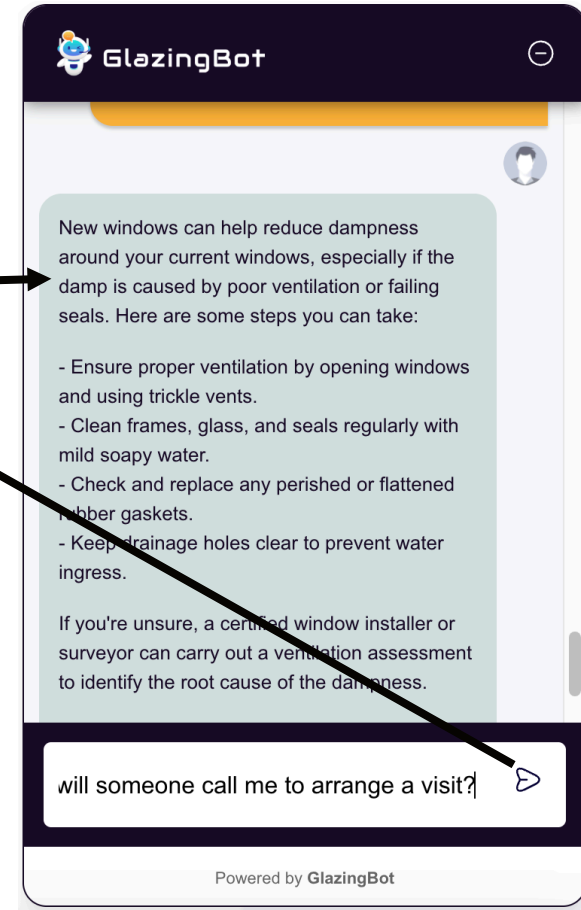 GlazingBot
New windows can help reduce dampness
around your current windows, especially if the
damp is caused by poor ventilation or failing
seals. Here are some steps you can take:
- Ensure proper ventilation by opening windows
and using trickle vents.
- Clean frames, glass, and seals regularly with
mild soapy water.
- Check and replace any perished or flattened
rubber gaskets.
- Keep drainage holes clear to prevent water
ingress.
If you're unsure, a certified window installer or
surveyor can carry out a ventilation assessment
to identify the root cause of the dampness.
will someone call me to arrange a visit?
Powered by GlazingBot